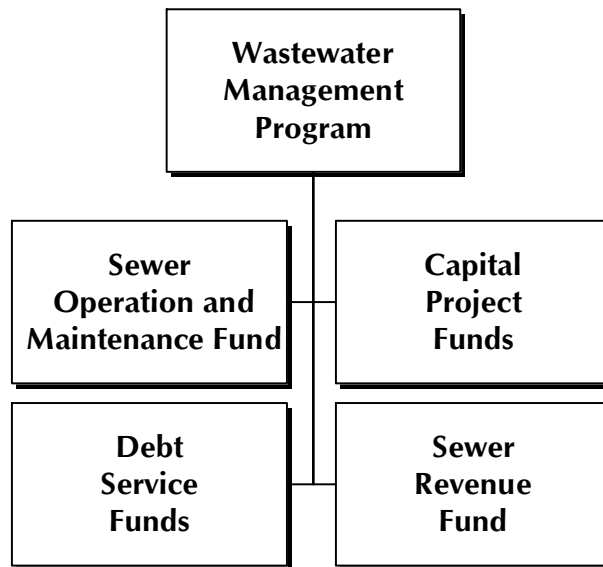 Wastewater
Management
Program
Sewer
Operation and
Maintenance Fund
Capital
Project
Funds
Debt
Service
Funds
Sewer
Revenue
Fund